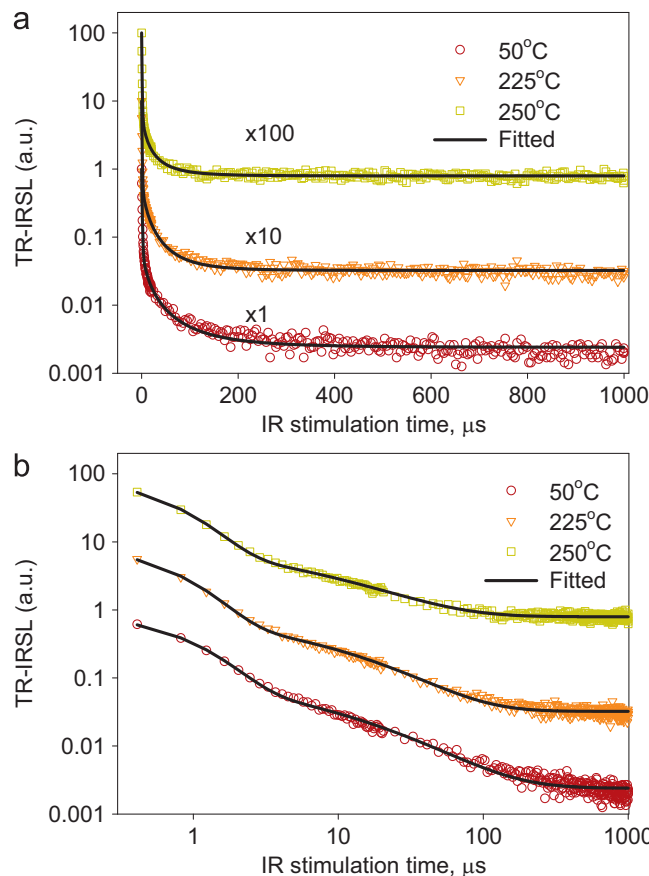 a
TR-IRSL (a.u.)
100
10
1
0.1
0.01
0.001
50°C
225°C
250°C
Fitted
x100
x10
x1
0 200 400 600 800 1000
IR stimulation time, μs
b
TR-IRSL (a.u.)
100
10
1
0.1
0.01
0.001
50°C
225°C
250°C
Fitted
1 10 100 1000
IR stimulation time, μs